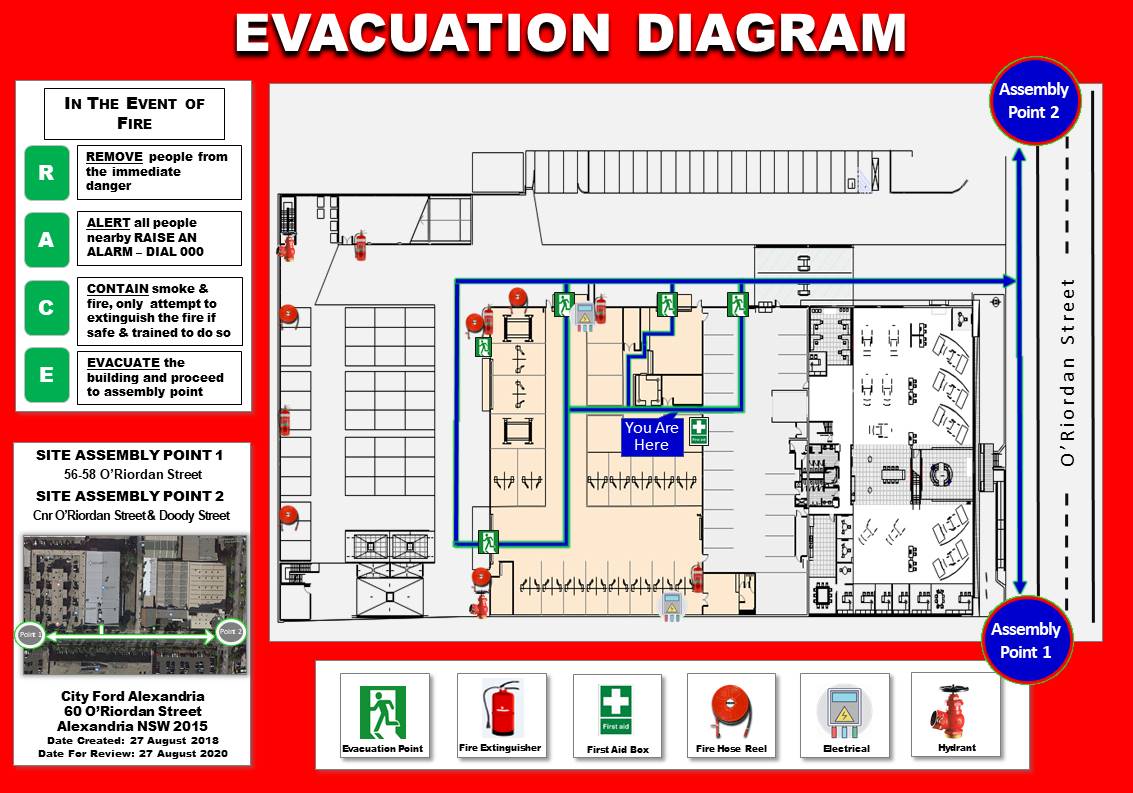 EVACUATION DIAGRAM
IN THE EVENT OF
FIRE
R
REMOVE people from
the immediate
danger
A
ALERT all people
nearby RAISE AN
ALARM – DIAL 000
C
CONTAIN smoke &
fire, only attempt to
extinguish the fire if
safe & trained to do so
E
EVACUATE the
building and proceed
to assembly point
SITE ASSEMBLY POINT 1
56-58 O'Riordan Street
SITE ASSEMBLY POINT 2
Cnr O'Riordan Street & Doody Street
Point 1
Point 2
City Ford Alexandria
60 O'Riordan Street
Alexandria NSW 2015
Date Created: 27 August 2018
Date For Review: 27 August 2020
Assembly
Point 2
O'Riordan Street
You Are
Here
Assembly
Point 1
Evacuation Point
Fire Extinguisher
First aid
First Aid Box
Fire Hose Reel
Electrical
Hydrant